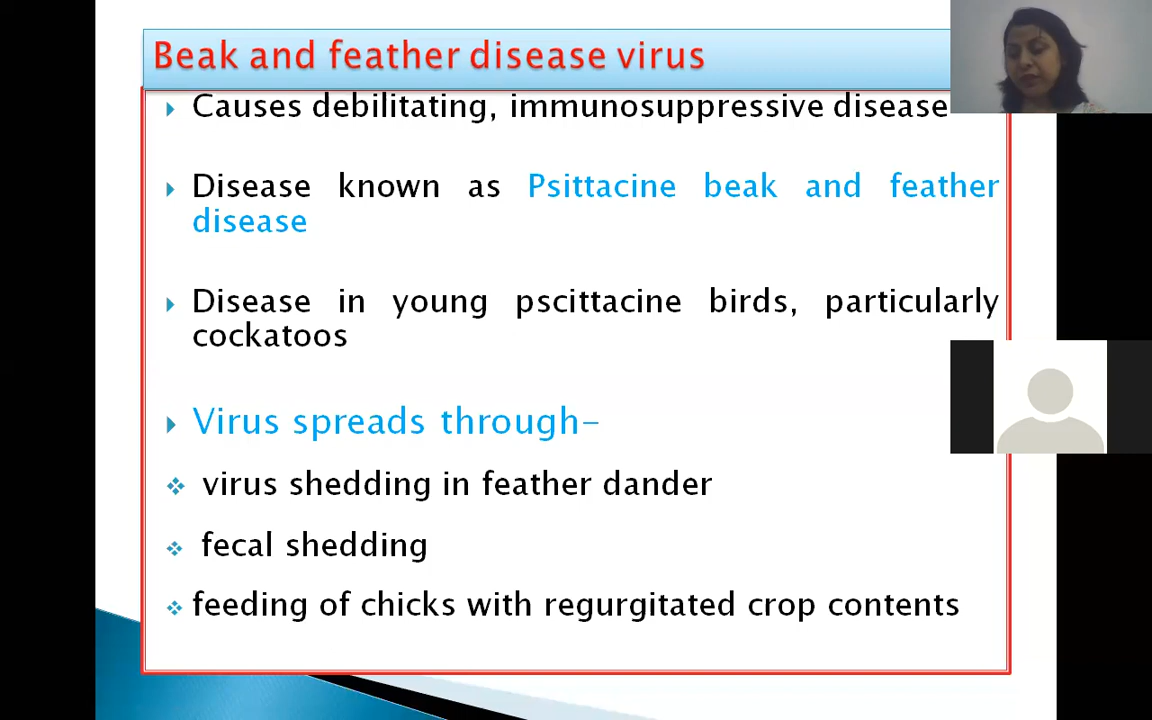 Beak and feather disease virus
Causes debilitating, immunosuppressive disease
Disease known as Psittacine beak and feather
disease
Disease in young pscittacine birds, particularly
cockatoos
Virus spreads through-
virus shedding in feather dander
fecal shedding
feeding of chicks with regurgitated crop contents